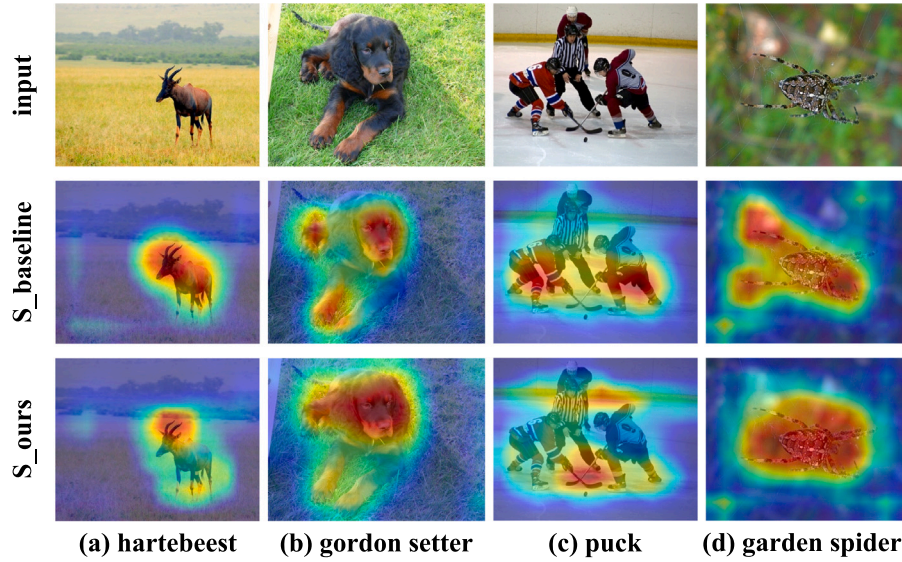 input
S_baseline
S_ours
(a) hartebeest
(b) gordon setter
(c) puck
(d) garden spider